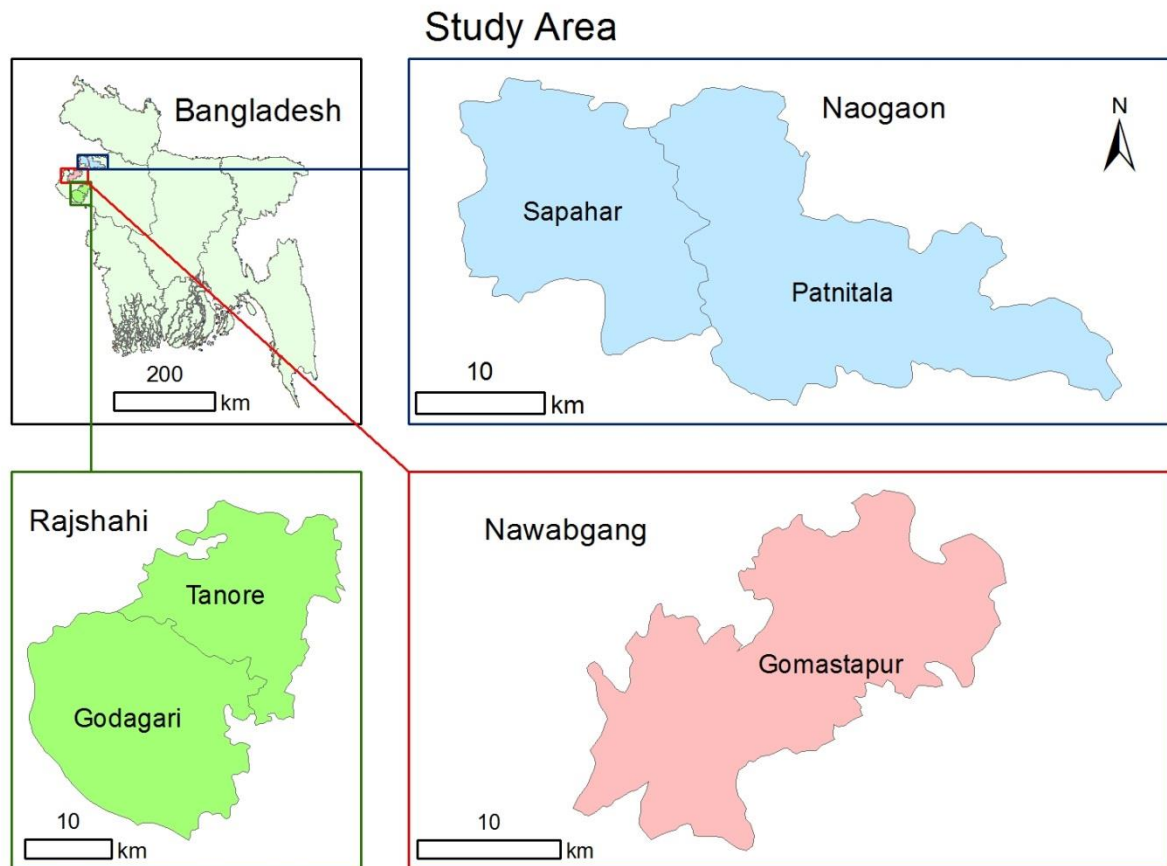 Study Area
Bangladesh
200
km
Naogaon
N
Sapahar
Patnitala
10
km
Rajshahi
Tanore
Godagari
10
km
Nawabgang
Gomastapur
10
km